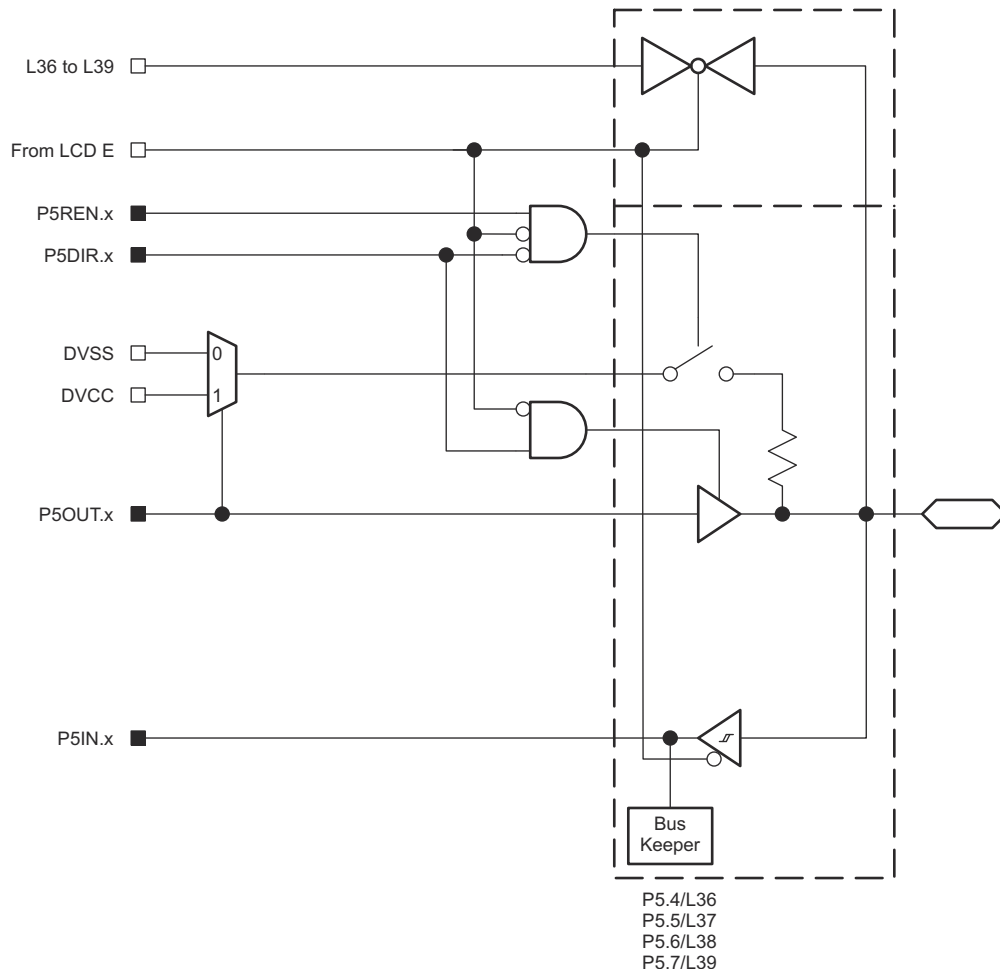 L36 to L39
From LCD E
P5REN.x
P5DIR.x
DVSS
0
DVCC
1
P5OUT.x
P5IN.x
Bus
Keeper
P5.4/L36
P5.5/L37
P5.6/L38
P5.7/L39